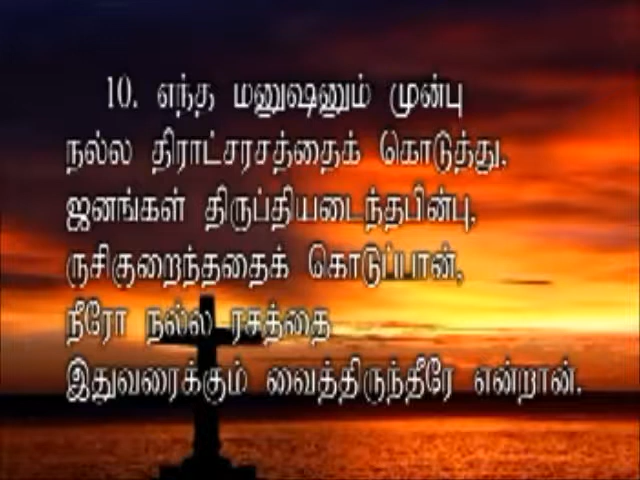 10. எந்த மனுஷனும் முன்பு
நல்ல திராட்சரசத்தைக் கொடுத்து,
ஜனங்கள் திருப்தியடைந்தபின்பு,
ருசிகுறைந்ததைக் கொடுப்பான்,
நீரோ நல்ல ரசத்தை
இதுவரைக்கும் வைத்திருந்தீரே என்றான்.